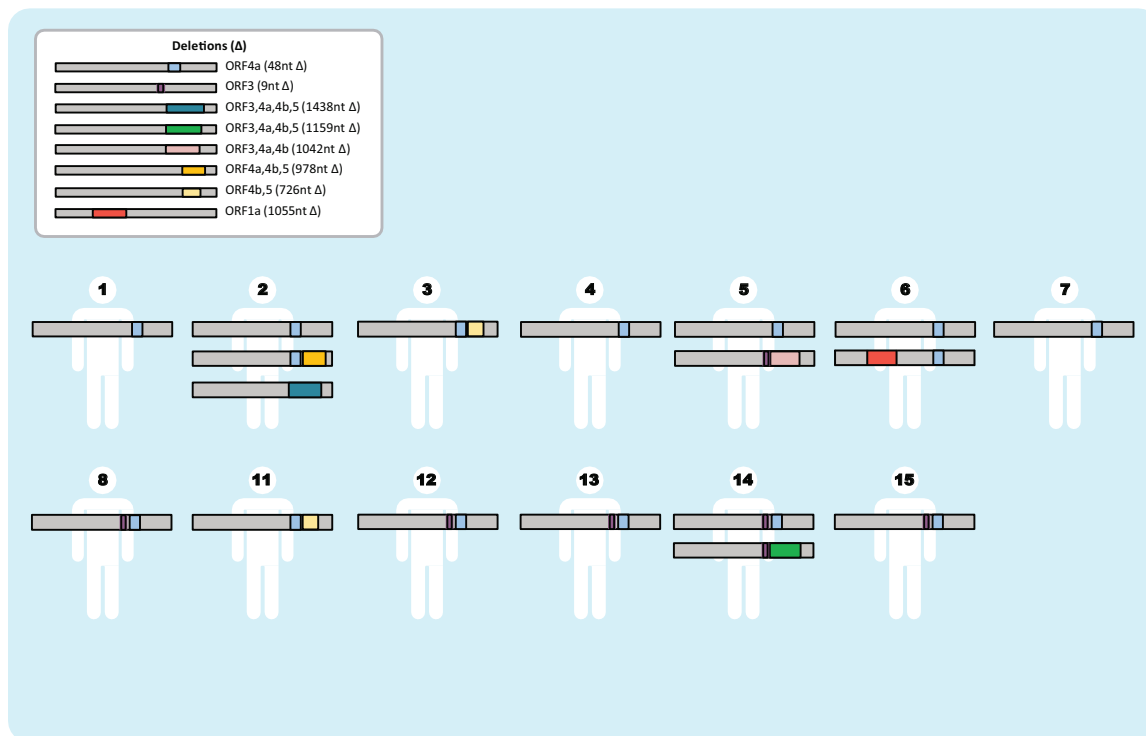 Deletions (Δ)
ORF4a (48nt Δ)
ORF3 (9nt Δ)
ORF3,4a,4b,5 (1438nt Δ)
ORF3,4a,4b,5 (1159nt Δ)
ORF3,4a,4b (1042nt Δ)
ORF4a,4b,5 (978nt Δ)
ORF4b,5 (726nt Δ)
ORF1a (1055nt Δ)
1 2 3 4 5 6 7
8 11 12 13 14 15